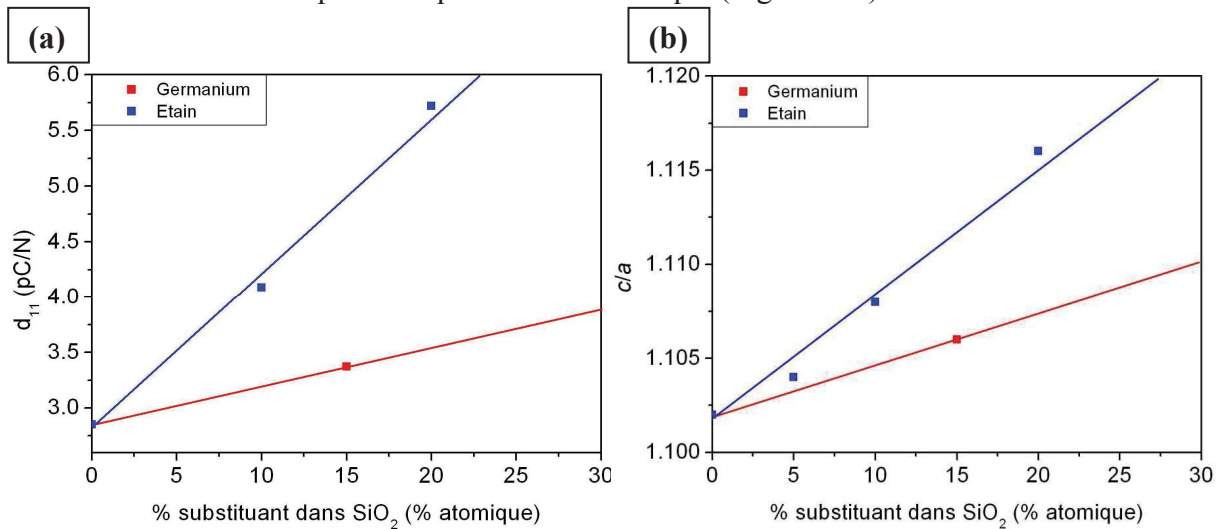 (a)
(b)
6.0
5.5
5.0
4.5
4.0
3.5
3.0
d₁₁ (pC/N)
Germanium
Etain
0 5 10 15 20 25 30
% substituant dans SiO₂ (% atomique)
1.120
1.115
1.110
1.105
1.100
c/a
Germanium
Etain
0 5 10 15 20 25 30
% substituant dans SiO₂ (% atomique)